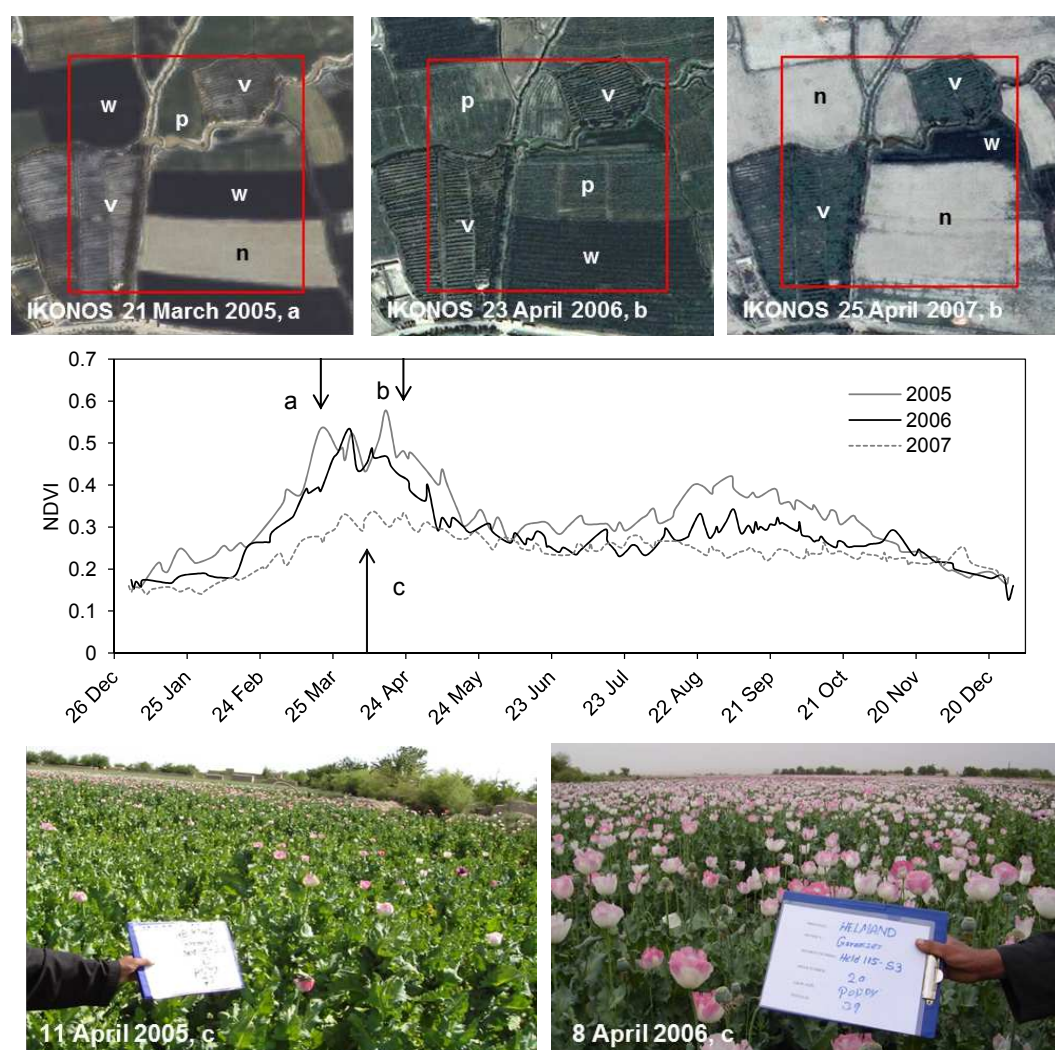 w
p
v
v
w
n
IKONOS 21 March 2005, a
p
v
p
v
w
IKONOS 23 April 2006, b
n
v
w
v
n
IKONOS 25 April 2007, b
0.7
0.6
0.5
0.4
0.3
0.2
0.1
0
NDVI
a
b
c
2005
2006
2007
26 Dec
25 Jan
24 Feb
25 Mar
24 Apr
24 May
23 Jun
23 Jul
22 Aug
21 Sep
21 Oct
20 Nov
20 Dec
11 April 2005, c
HELMAND
Held 115-S3
20
POPPY
39
8 April 2006, c